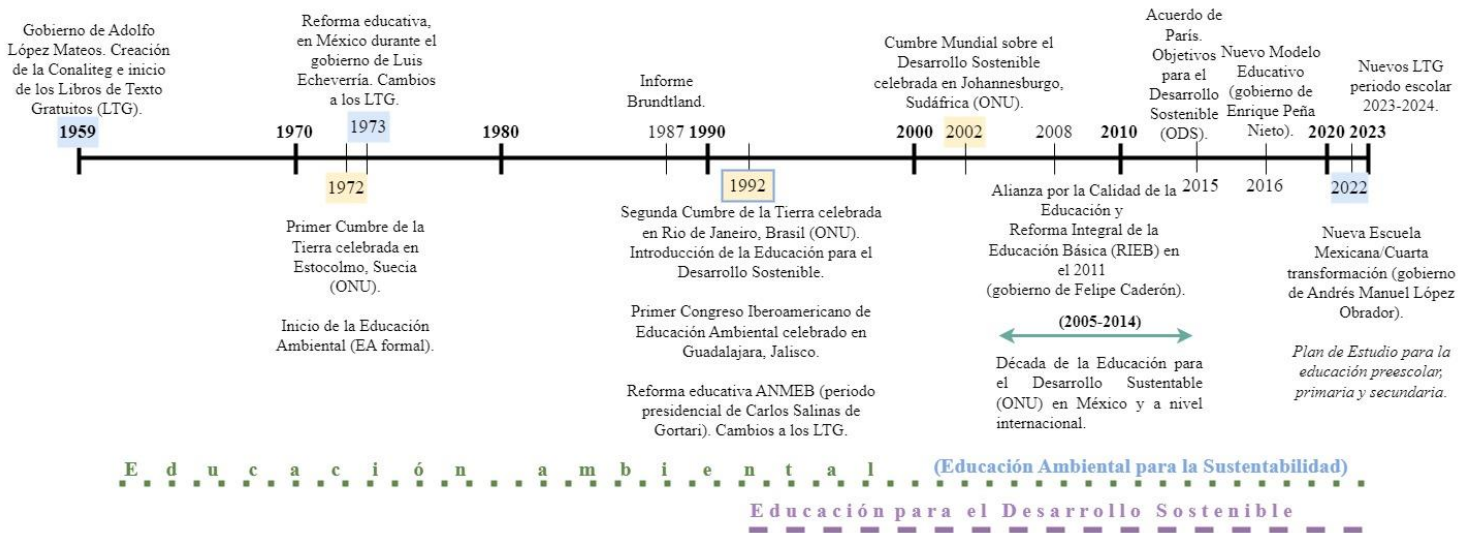 Gobierno de Adolfo
López Mateos. Creación
de la Conaliteg e inicio
de los Libros de Texto
Gratuitos (LTG).
1959
1970
Reforma educativa,
en México durante el
gobierno de Luis
Echeverría. Cambios
a los LTG.
1973
1980
Informe
Brundtland.
1987
1990
Cumbre Mundial sobre el
Desarrollo Sostenible
celebrada en Johannesburgo,
Sudáfrica (ONU).
2000
2002
2008
2010
Acuerdo de
París.
Objetivos
para el
Desarrollo
Sostenible
(ODS).
Nuevo Modelo
Educativo
(gobierno de
Enrique Peña
Nieto).
2020
Nuevos LTG
periodo escolar
2023-2024.
2023
1972
Primer Cumbre de la
Tierra celebrada en
Estocolmo, Suecia
(ONU).
Inicio de la Educación
Ambiental (EA formal).
1992
Segunda Cumbre de la Tierra celebrada
en Rio de Janeiro, Brasil (ONU).
Introducción de la Educación para el
Desarrollo Sostenible.
Primer Congreso Iberoamericano de
Educación Ambiental celebrado en
Guadalajara, Jalisco.
Reforma educativa ANMEB (periodo
presidencial de Carlos Salinas de
Gortari). Cambios a los LTG.
Alianza por la Calidad de la
Educación y
Reforma Integral de la
Educación Básica (RIEB) en
el 2011
(gobierno de Felipe Caderón).
(2005-2014)
Década de la Educación para
el Desarrollo Sustentable
(ONU) en México y a nivel
internacional.
2015
2016
2022
Nueva Escuela
Mexicana/Cuarta
transformación (gobierno
de Andrés Manuel López
Obrador).
Plan de Estudio para la
educación preescolar,
primaria y secundaria.
Educación ambiental
(Educación Ambiental para la Sustentabilidad)
Educación para el Desarrollo Sostenible